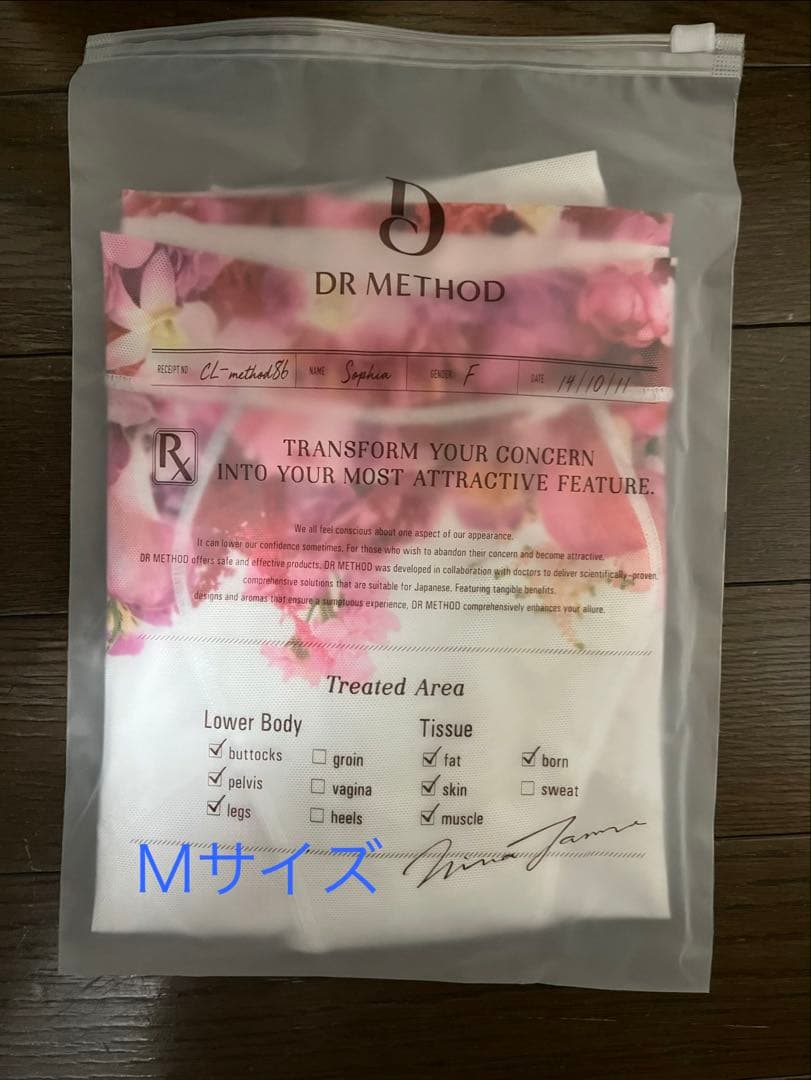 DR METHOD
RECEIPT NO CL-method86 NAME Sophia GENDER F DATE 14/10/11
Rx TRANSFORM YOUR CONCERN
INTO YOUR MOST ATTRACTIVE FEATURE.
We all feel conscious about one aspect of our appearance.
It can lower our confidence sometimes. For those who wish to abandon their concern and become attractive,
DR METHOD offers safe and effective products. DR METHOD was developed in collaboration with doctors to deliver scientifically-proven,
comprehensive solutions that are suitable for Japanese. Featuring tangible benefits,
designs and aromas that ensure a sumptuous experience, DR METHOD comprehensively enhances your allure.
Treated Area
Lower Body Tissue
buttocks groin fat born
pelvis vagina skin sweat
legs heels muscle
Mサイズ